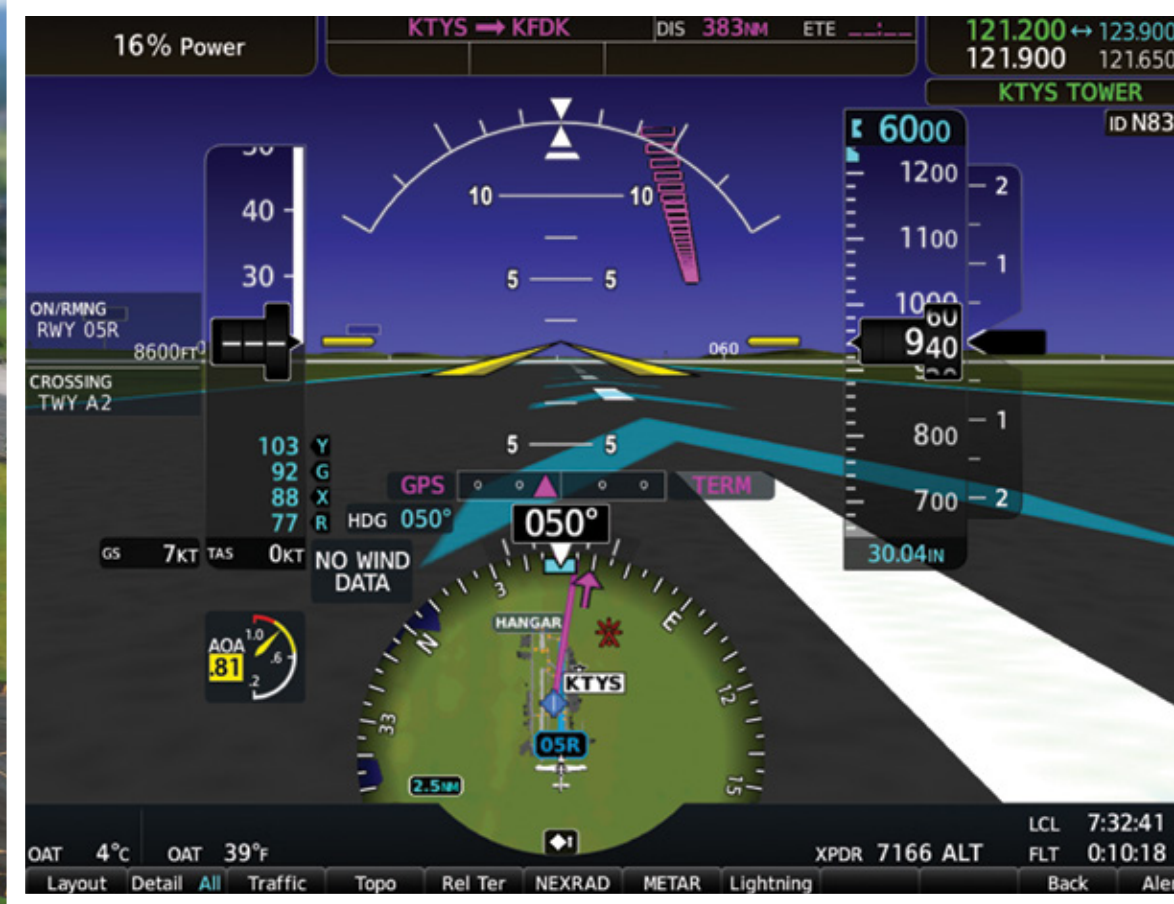 16% Power
KTYS → KFDK DIS 383NM ETE __:__
121.200 ↔ 123.900
121.900 121.650
KTYS TOWER
ID N83
6000
1200
1100
1000
60
940
800
700
30.04IN
2
1
1
2
40
30
10 10
5 5
5 5
060
ON/RMNG
RWY 05R
8600FT
CROSSING
TWY A2
103 Y
92 G
88 X
77 R
GS 7KT TAS 0KT
GPS TERM
HDG 050°
050°
NO WIND
DATA
AOA
.81
1.0
.6
.2
3
N
E
33
12
15
HANGAR
KTYS
05R
2.5NM
OAT 4°C OAT 39°F
XPDR 7166 ALT
LCL 7:32:41
FLT 0:10:18
Layout Detail All Traffic Topo Rel Ter NEXRAD METAR Lightning Back Aler